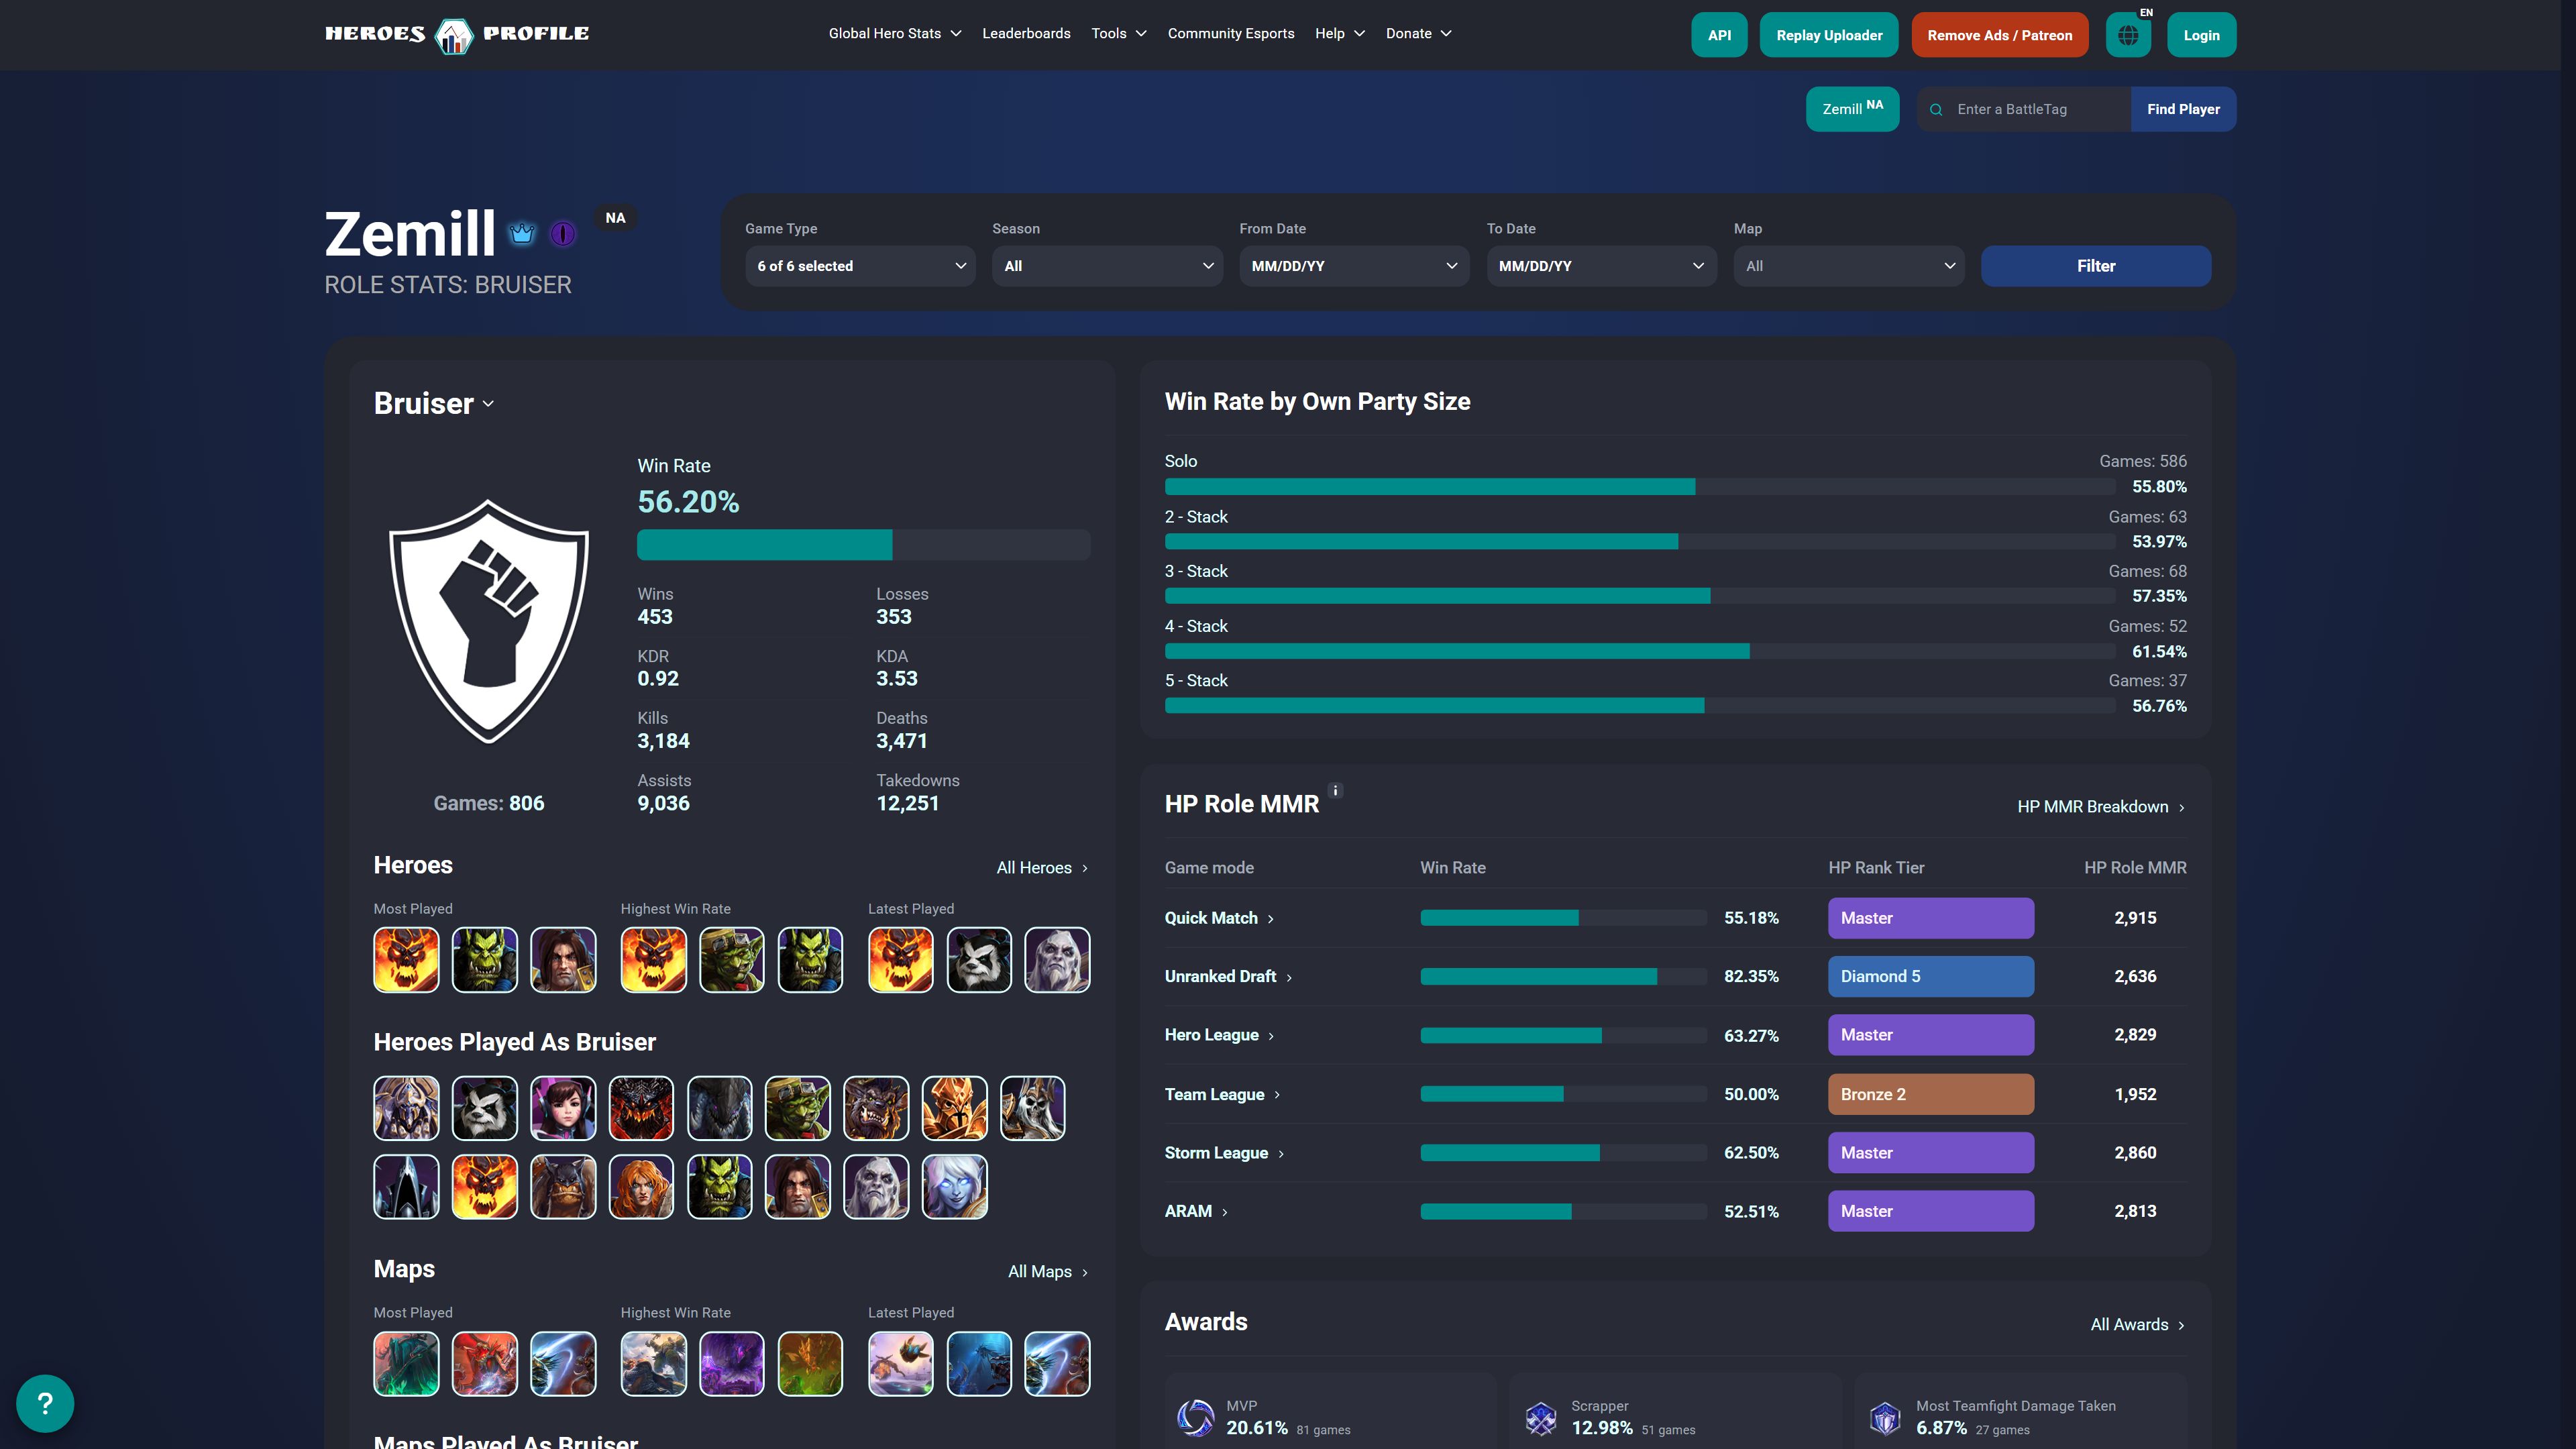 HEROES PROFILE
Global Hero Stats Leaderboards Tools Community Esports Help Donate
API Replay Uploader Remove Ads / Patreon EN Login
Zemill NA Enter a BattleTag Find Player
Zemill NA
ROLE STATS: BRUISER
Game Type Season From Date To Date Map
6 of 6 selected All MM/DD/YY MM/DD/YY All Filter
Bruiser
Win Rate
56.20%
Wins Losses
453 353
KDR KDA
0.92 3.53
Kills Deaths
3,184 3,471
Assists Takedowns
9,036 12,251
Games: 806
Heroes All Heroes
Most Played Highest Win Rate Latest Played
Heroes Played As Bruiser
Maps All Maps
Most Played Highest Win Rate Latest Played
Maps Played As Bruiser
Win Rate by Own Party Size
Solo Games: 586
55.80%
2 - Stack Games: 63
53.97%
3 - Stack Games: 68
57.35%
4 - Stack Games: 52
61.54%
5 - Stack Games: 37
56.76%
HP Role MMR i HP MMR Breakdown
Game mode Win Rate HP Rank Tier HP Role MMR
Quick Match 55.18% Master 2,915
Unranked Draft 82.35% Diamond 5 2,636
Hero League 63.27% Master 2,829
Team League 50.00% Bronze 2 1,952
Storm League 62.50% Master 2,860
ARAM 52.51% Master 2,813
Awards All Awards
MVP Scrapper Most Teamfight Damage Taken
20.61% 81 games 12.98% 51 games 6.87% 27 games
?